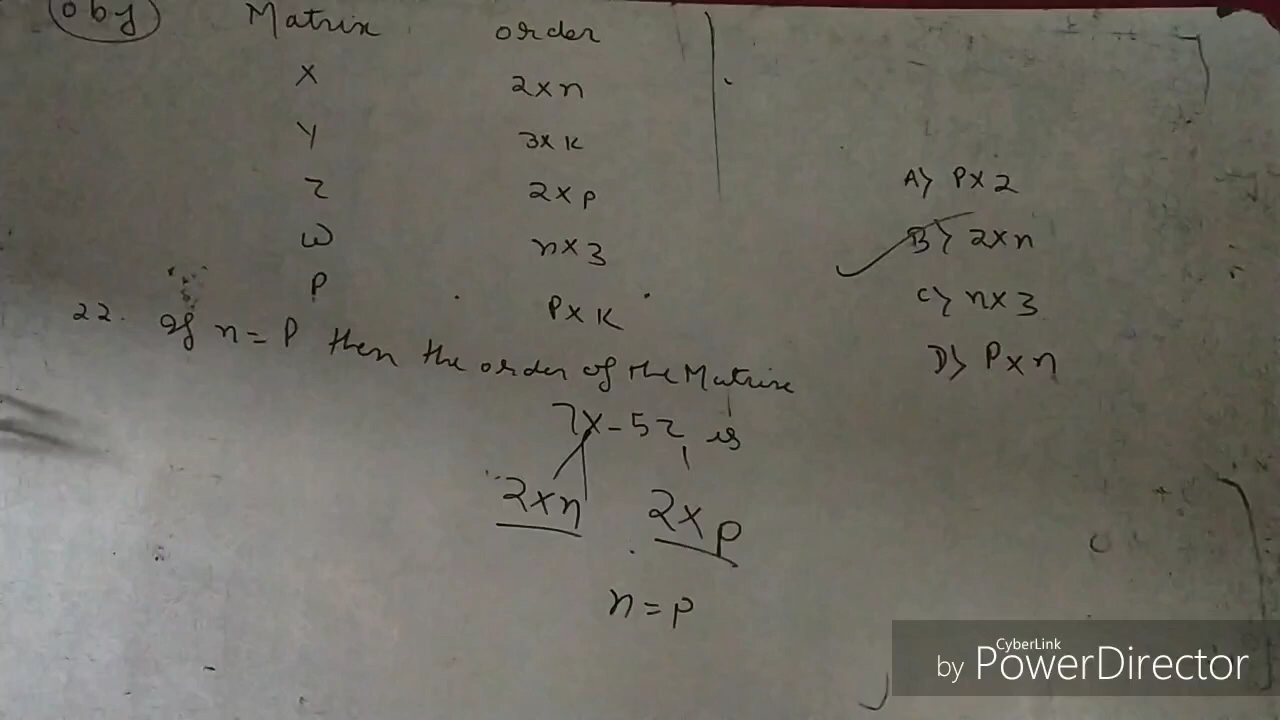 obj Matrix order
X 2xn
Y 3xk
Z 2xp
W nx3
P Pxk
A) Px2
B) 2xn
C) nx3
D) Pxn
22. If n=P then the order of the Matrix
7X-5Z is
2xn 2xp
n=p
CyberLink
by PowerDirector